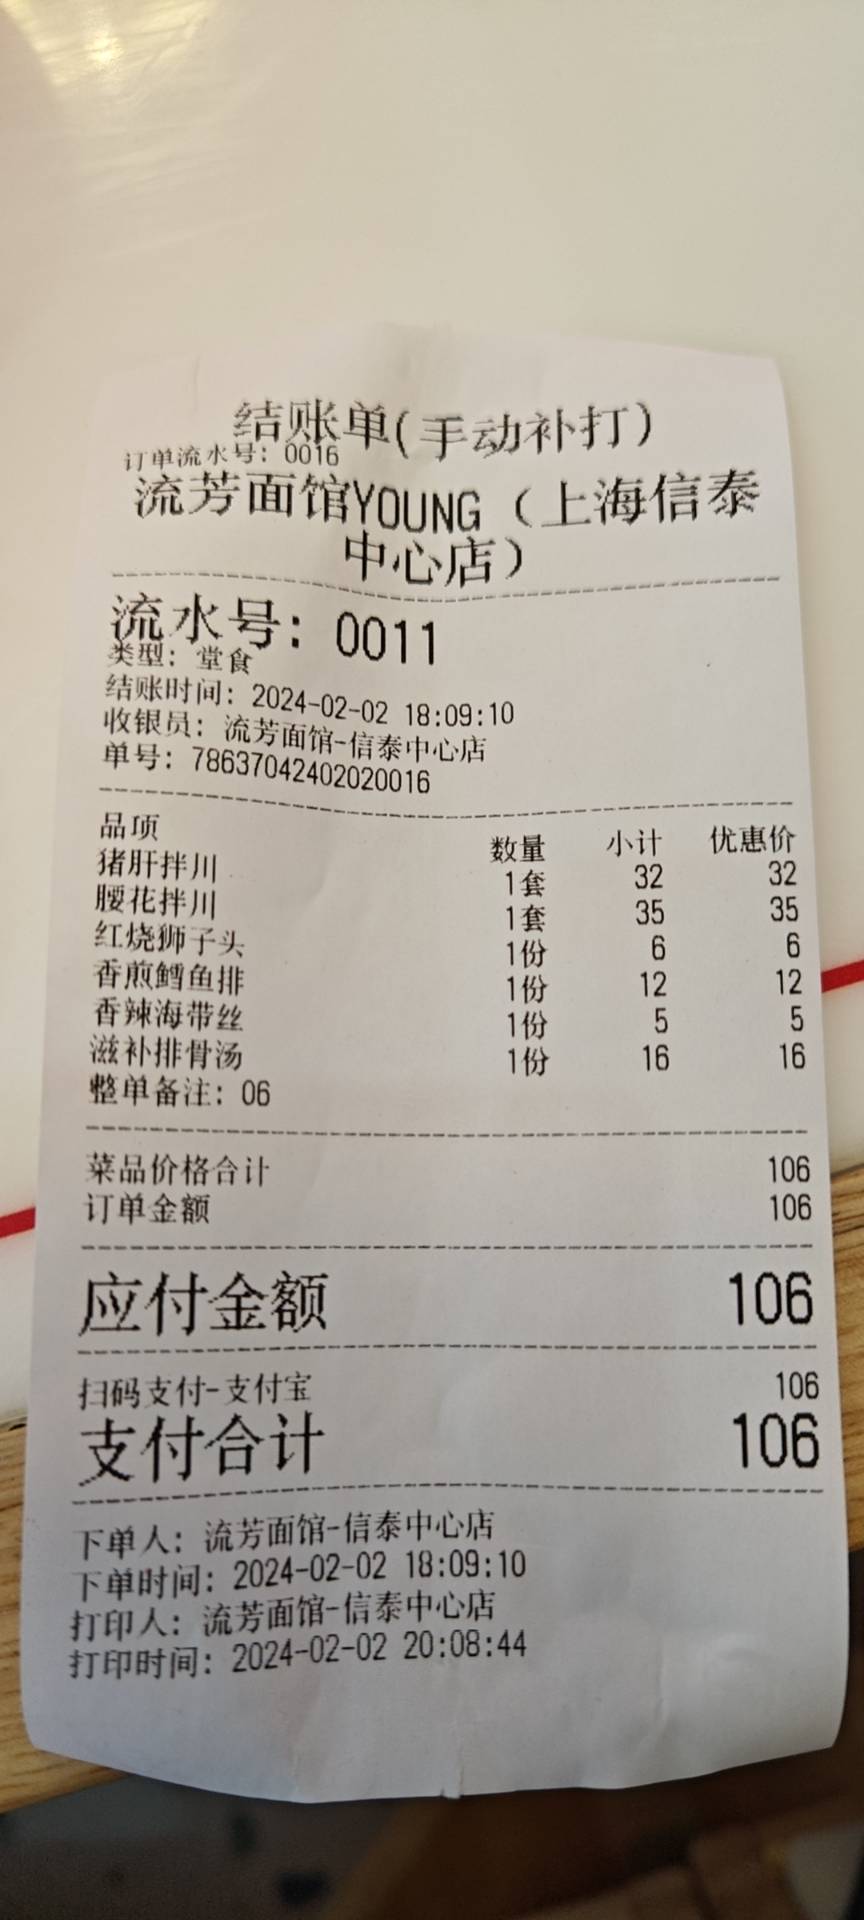 结账单(手动补打)
订单流水号: 0016
流芳面馆YOUNG（上海信泰
中心店）
流水号: 0011
类型: 堂食
结账时间: 2024-02-02 18:09:10
收银员: 流芳面馆-信泰中心店
单号: 78637042402020016
品项 数量 小计 优惠价
猪肝拌川 1套 32 32
腰花拌川 1套 35 35
红烧狮子头 1份 6 6
香煎鳕鱼排 1份 12 12
香辣海带丝 1份 5 5
滋补排骨汤 1份 16 16
整单备注: 06
菜品价格合计 106
订单金额 106
应付金额 106
扫码支付-支付宝 106
支付合计 106
下单人: 流芳面馆-信泰中心店
下单时间: 2024-02-02 18:09:10
打印人: 流芳面馆-信泰中心店
打印时间: 2024-02-02 20:08:44